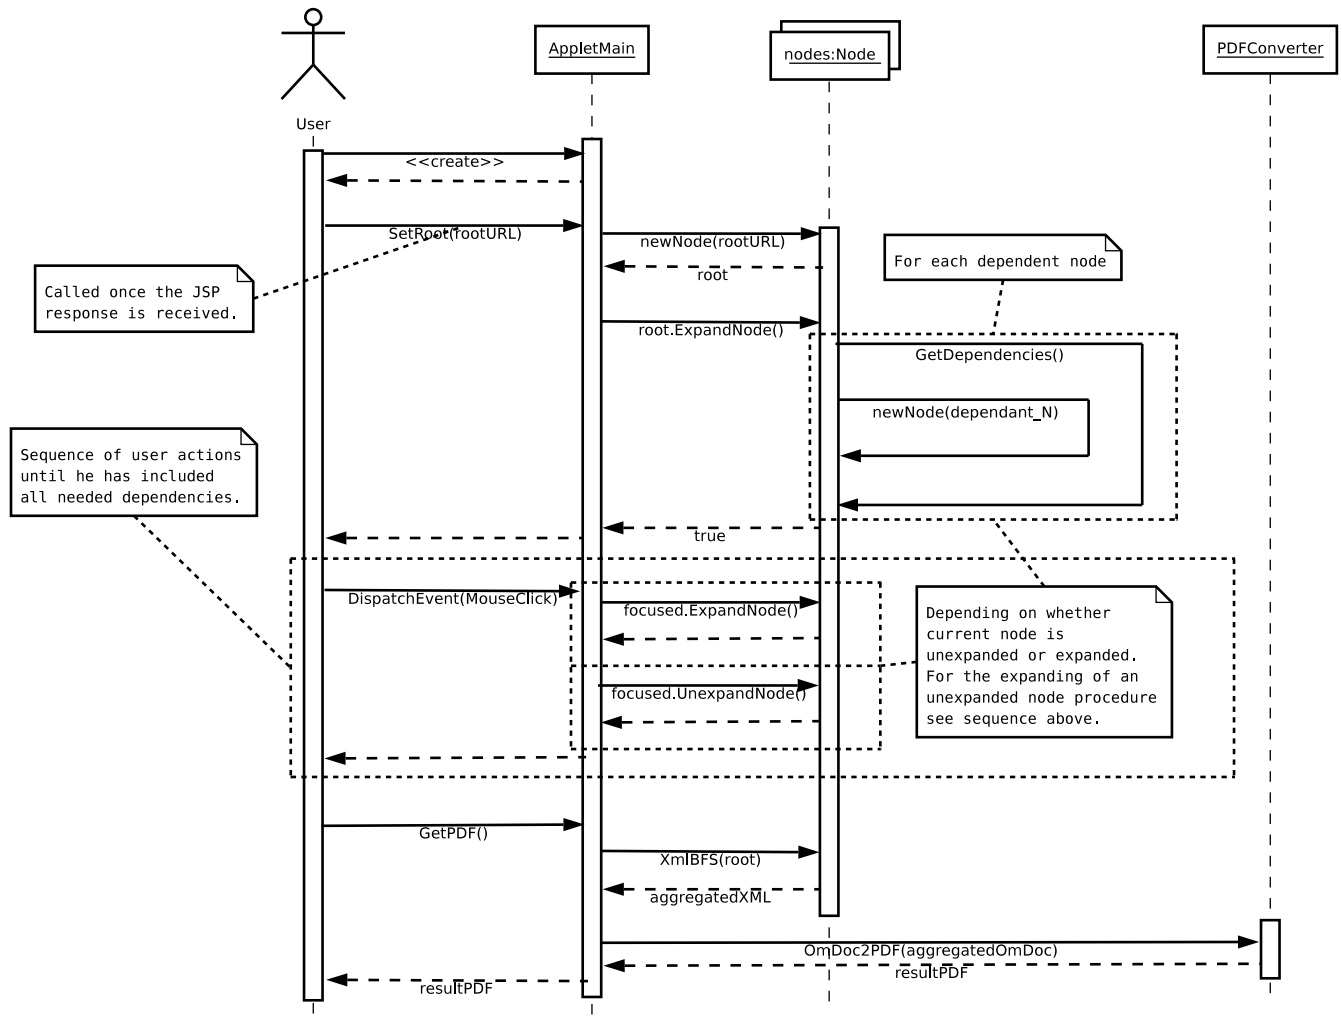 AppletMain
nodes:Node
PDFConverter
User
<<create>>
SetRoot(rootURL)
newNode(rootURL)
root
For each dependent node
Called once the JSP
response is received.
root.ExpandNode()
GetDependencies()
newNode(dependant_N)
Sequence of user actions
until he has included
all needed dependencies.
true
DispatchEvent(MouseClick)
focused.ExpandNode()
Depending on whether
current node is
unexpanded or expanded.
For the expanding of an
unexpanded node procedure
see sequence above.
focused.UnexpandNode()
GetPDF()
XmlBFS(root)
aggregatedXML
OmDoc2PDF(aggregatedOmDoc)
resultPDF
resultPDF